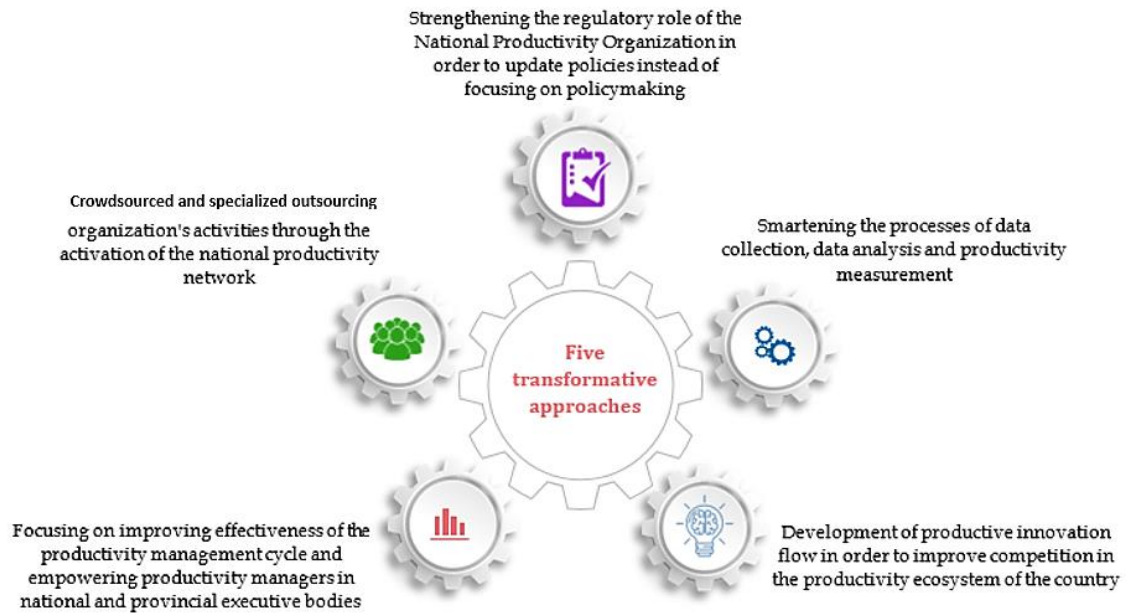 Strengthening the regulatory role of the
National Productivity Organization in
order to update policies instead of
focusing on policymaking
Crowdsourced and specialized outsourcing
organization's activities through the
activation of the national productivity
network
Smartening the processes of data
collection, data analysis and productivity
measurement
Five
transformative
approaches
Focusing on improving effectiveness of the
productivity management cycle and
empowering productivity managers in
national and provincial executive bodies
Development of productive innovation
flow in order to improve competition in
the productivity ecosystem of the country